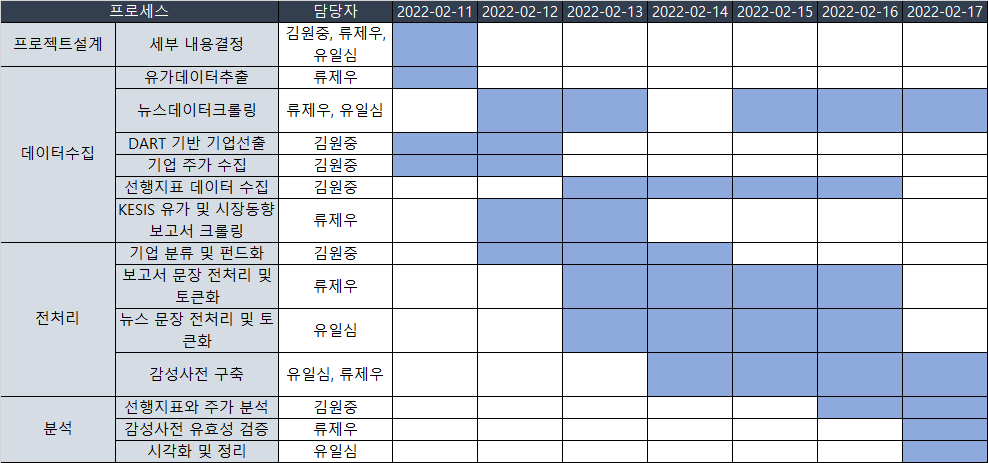 프로세스 담당자 2022-02-11 2022-02-12 2022-02-13 2022-02-14 2022-02-15 2022-02-16 2022-02-17
프로젝트설계 세부 내용결정 김원중, 류제우,
유일심
데이터수집
유가데이터추출 류제우
뉴스데이터크롤링 류제우, 유일심
DART 기반 기업선출 김원중
기업 주가 수집 김원중
선행지표 데이터 수집 김원중
KESIS 유가 및 시장동향
보고서 크롤링 류제우
전처리
기업 분류 및 펀드화 김원중
보고서 문장 전처리 및
토큰화 류제우
뉴스 문장 전처리 및 토
큰화 유일심
감성사전 구축 유일심, 류제우
분석
선행지표와 주가 분석 김원중
감성사전 유효성 검증 류제우
시각화 및 정리 유일심